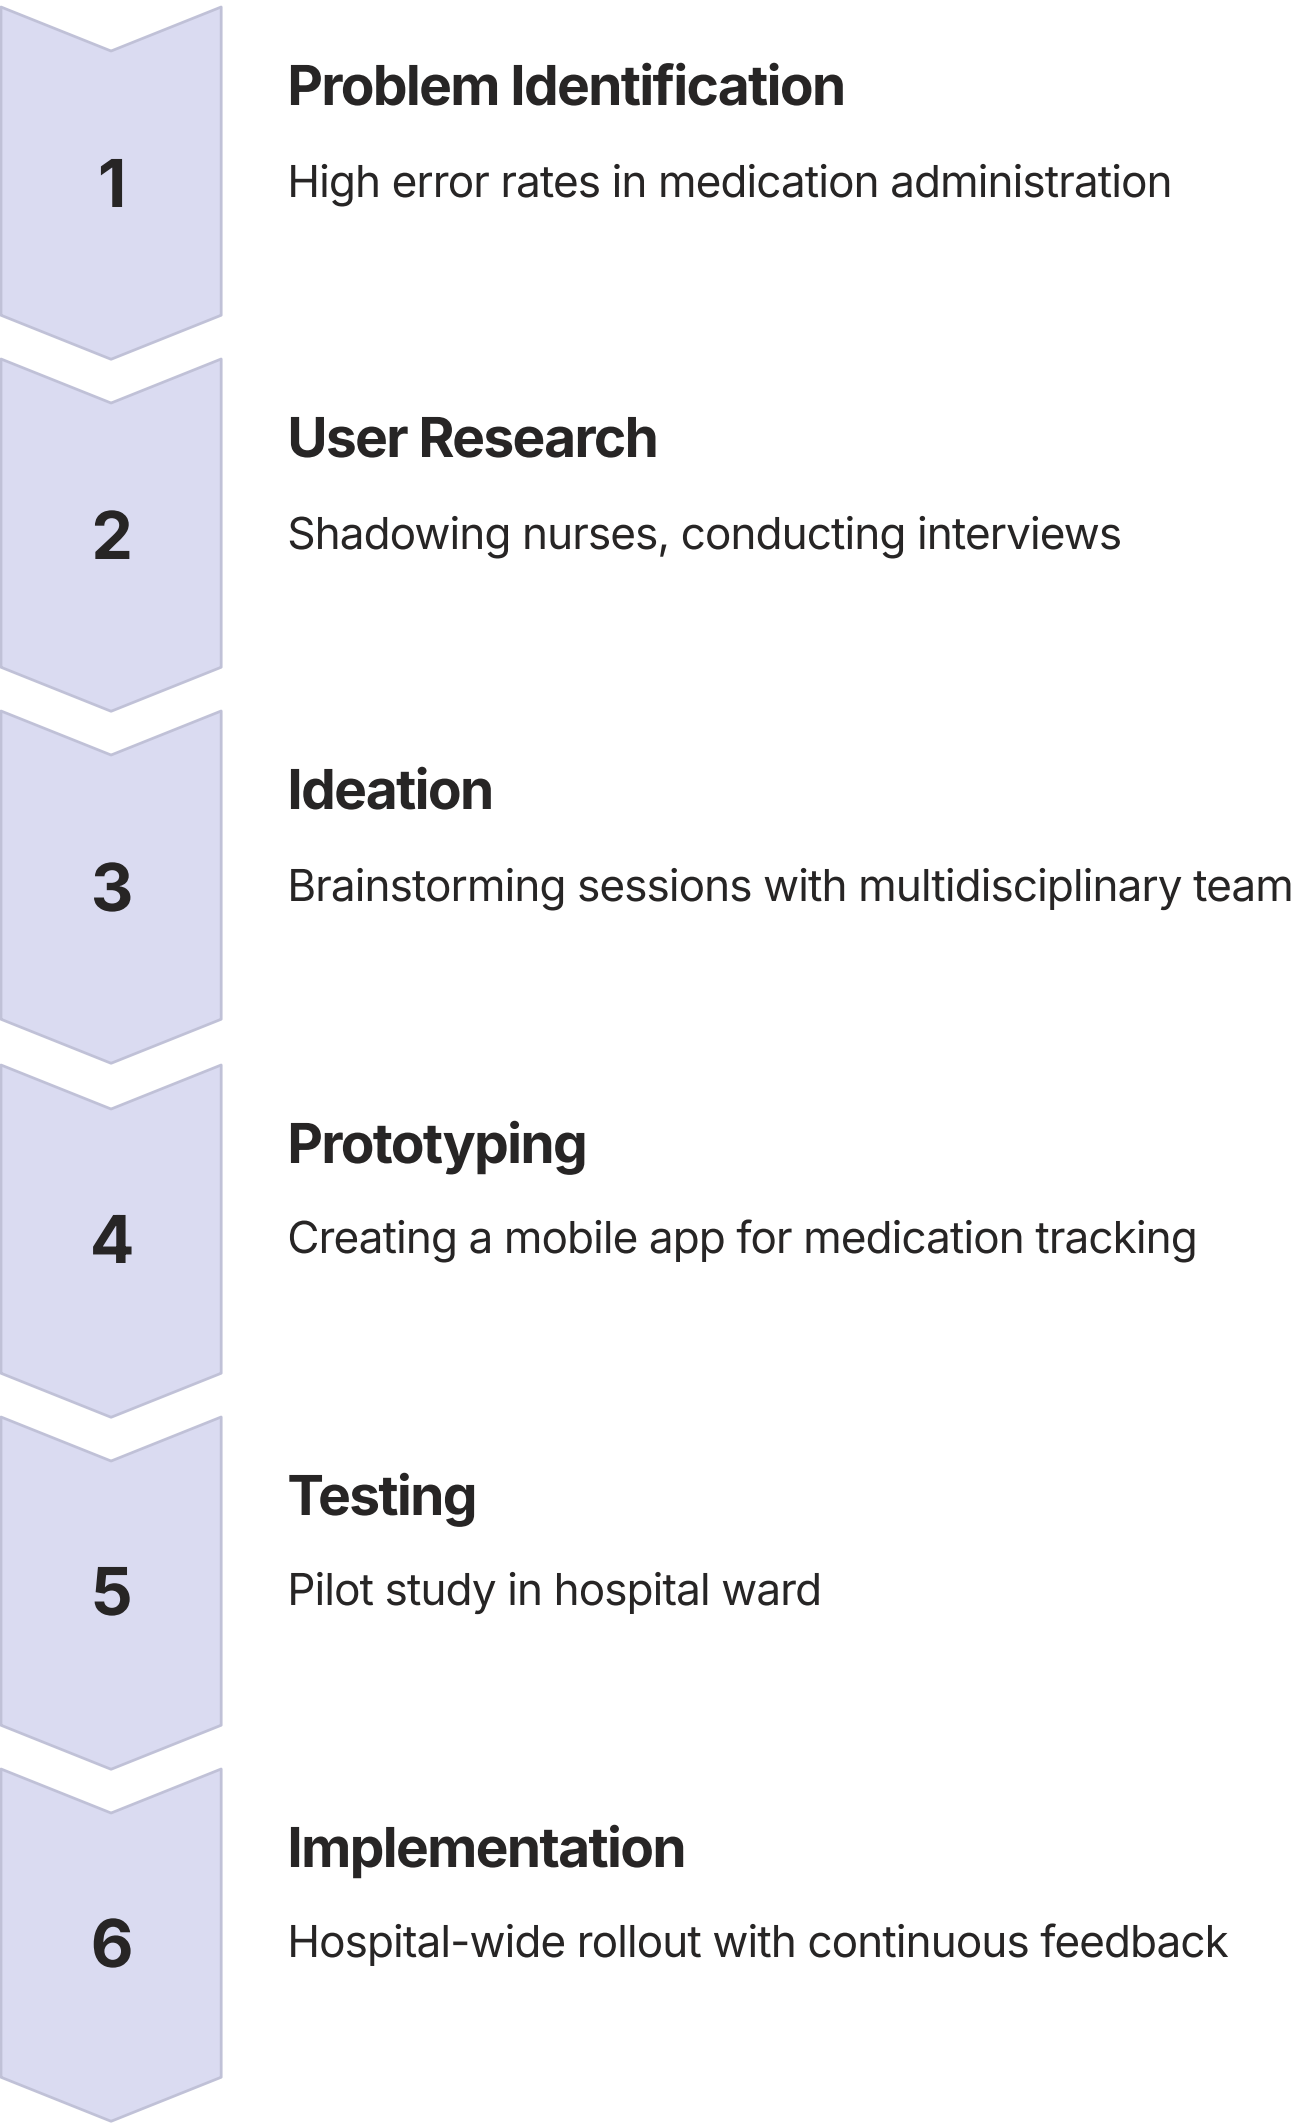 1
Problem Identification
High error rates in medication administration
2
User Research
Shadowing nurses, conducting interviews
3
Ideation
Brainstorming sessions with multidisciplinary team
4
Prototyping
Creating a mobile app for medication tracking
5
Testing
Pilot study in hospital ward
6
Implementation
Hospital-wide rollout with continuous feedback